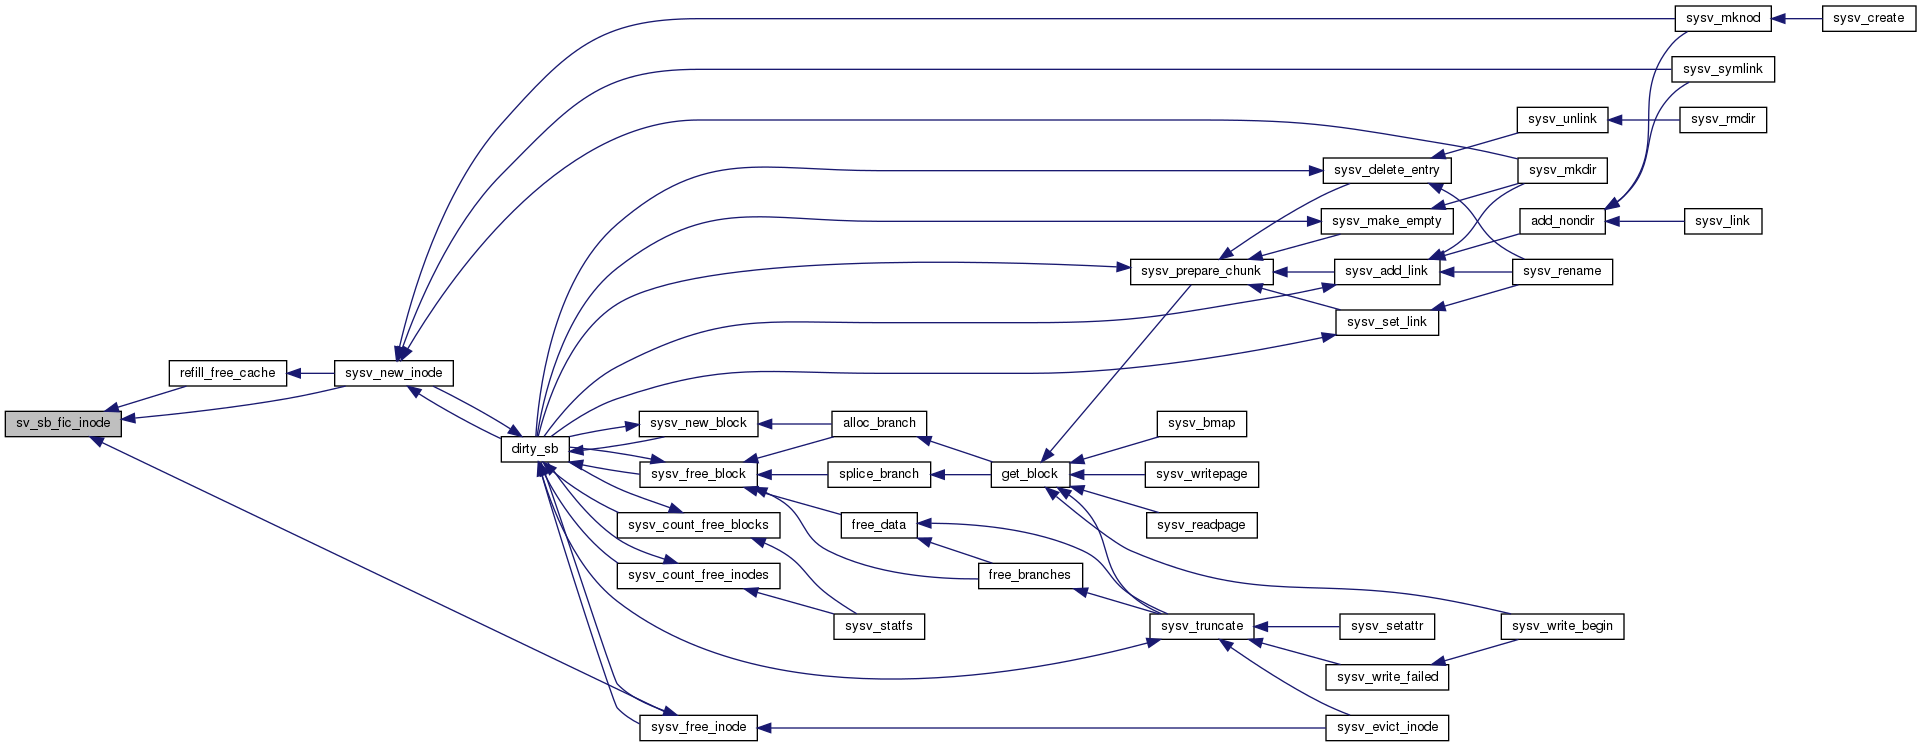 sysv_mknod
sysv_create
sysv_symlink
sysv_unlink
sysv_rmdir
sysv_delete_entry
sysv_mkdir
sysv_make_empty
add_nondir
sysv_link
sysv_prepare_chunk
sysv_add_link
sysv_rename
sysv_set_link
refill_free_cache
sysv_new_inode
sv_sb_fic_inode
sysv_new_block
alloc_branch
sysv_bmap
dirty_sb
sysv_free_block
splice_branch
get_block
sysv_writepage
sysv_count_free_blocks
free_data
sysv_readpage
sysv_count_free_inodes
free_branches
sysv_statfs
sysv_truncate
sysv_setattr
sysv_write_begin
sysv_write_failed
sysv_free_inode
sysv_evict_inode